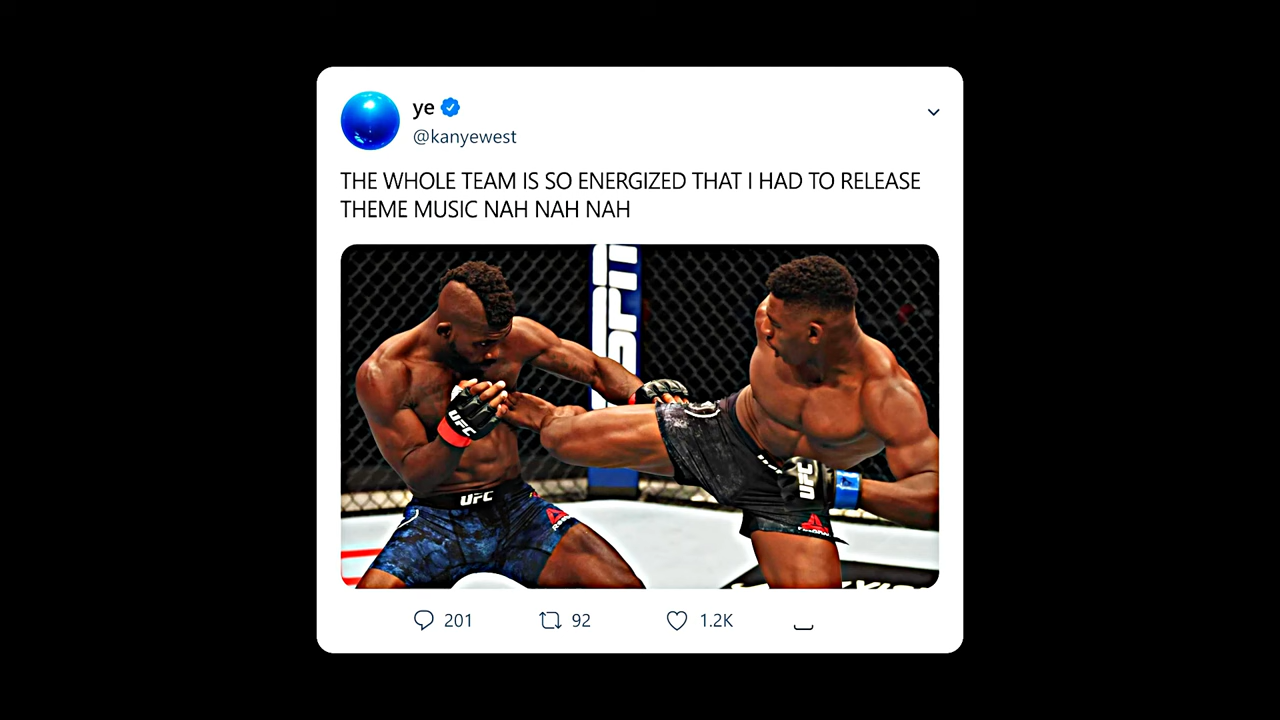 ye
@kanyewest
THE WHOLE TEAM IS SO ENERGIZED THAT I HAD TO RELEASE
THEME MUSIC NAH NAH NAH
ESPN
UFC
UFC
UFC
201
92
1.2K